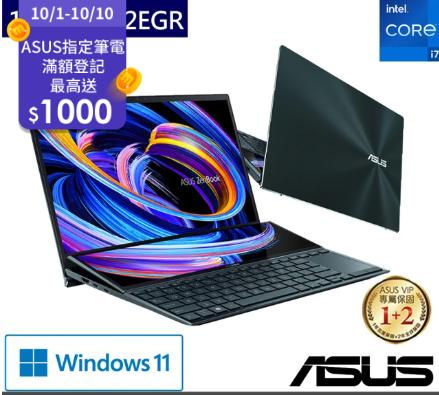 2EGR
10/1-10/10
ASUS指定筆電
滿額登記
最高送
$1000
intel.
CORE
i7
ASUS ZenBook
ASUS
ASUS VIP
專屬保固
1+2
Windows 11
ASUS